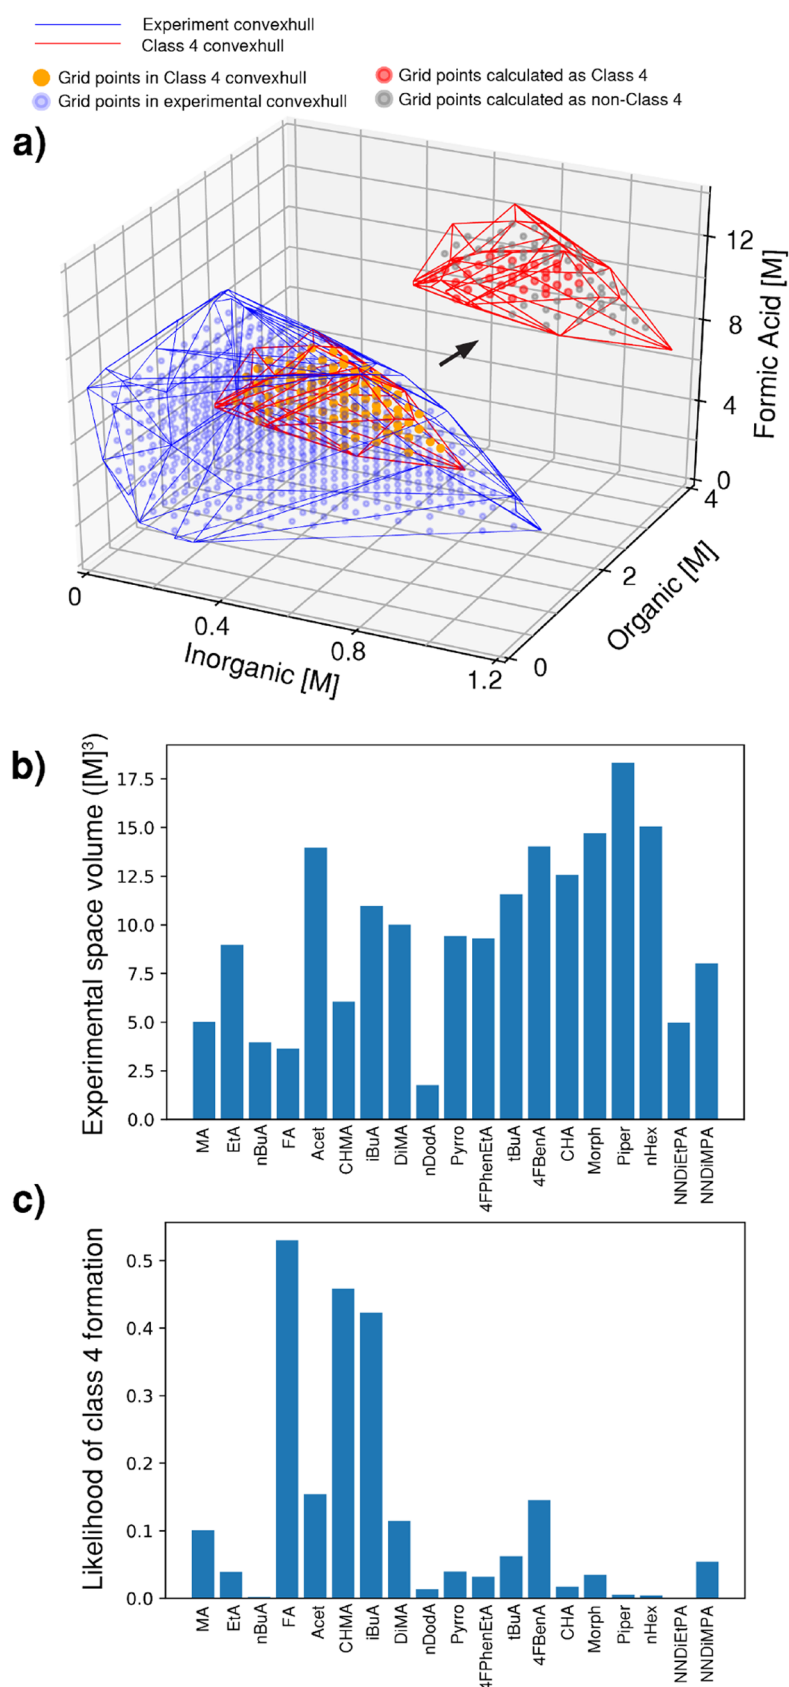 Experiment convexhull
Class 4 convexhull
Grid points in Class 4 convexhull
Grid points calculated as Class 4
Grid points in experimental convexhull
Grid points calculated as non-Class 4
a)
12
8
4
0
Formic Acid [M]
4
2
0
Organic [M]
0
0.4
0.8
1.2
Inorganic [M]
b)
Experimental space volume ([M]³)
17.5
15.0
12.5
10.0
7.5
5.0
2.5
0.0
MA
EtA
nBuA
FA
Acet
CHMA
iBuA
DiMA
nDodA
Pyrro
4FPhenEtA
tBuA
4FBenA
CHA
Morph
Piper
nHex
NNDiEtPA
NNDiMPA
c)
Likelihood of class 4 formation
0.5
0.4
0.3
0.2
0.1
0.0
MA
EtA
nBuA
FA
Acet
CHMA
iBuA
DiMA
nDodA
Pyrro
4FPhenEtA
tBuA
4FBenA
CHA
Morph
Piper
nHex
NNDiEtPA
NNDiMPA